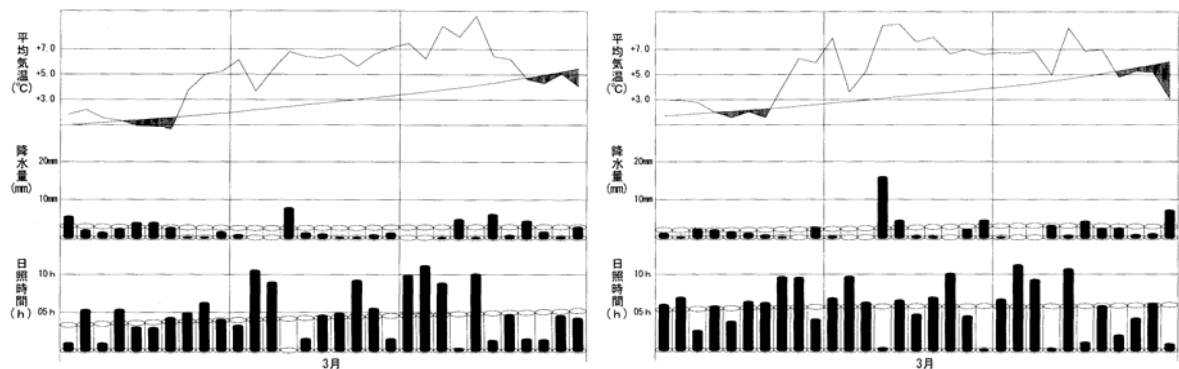 平均気温(℃)
+7.0
+5.0
+3.0
降水量(mm)
20mm
10mm
日照時間(h)
10h
05h
3月
平均気温(℃)
+7.0
+5.0
+3.0
降水量(mm)
20mm
10mm
日照時間(h)
10h
05h
3月